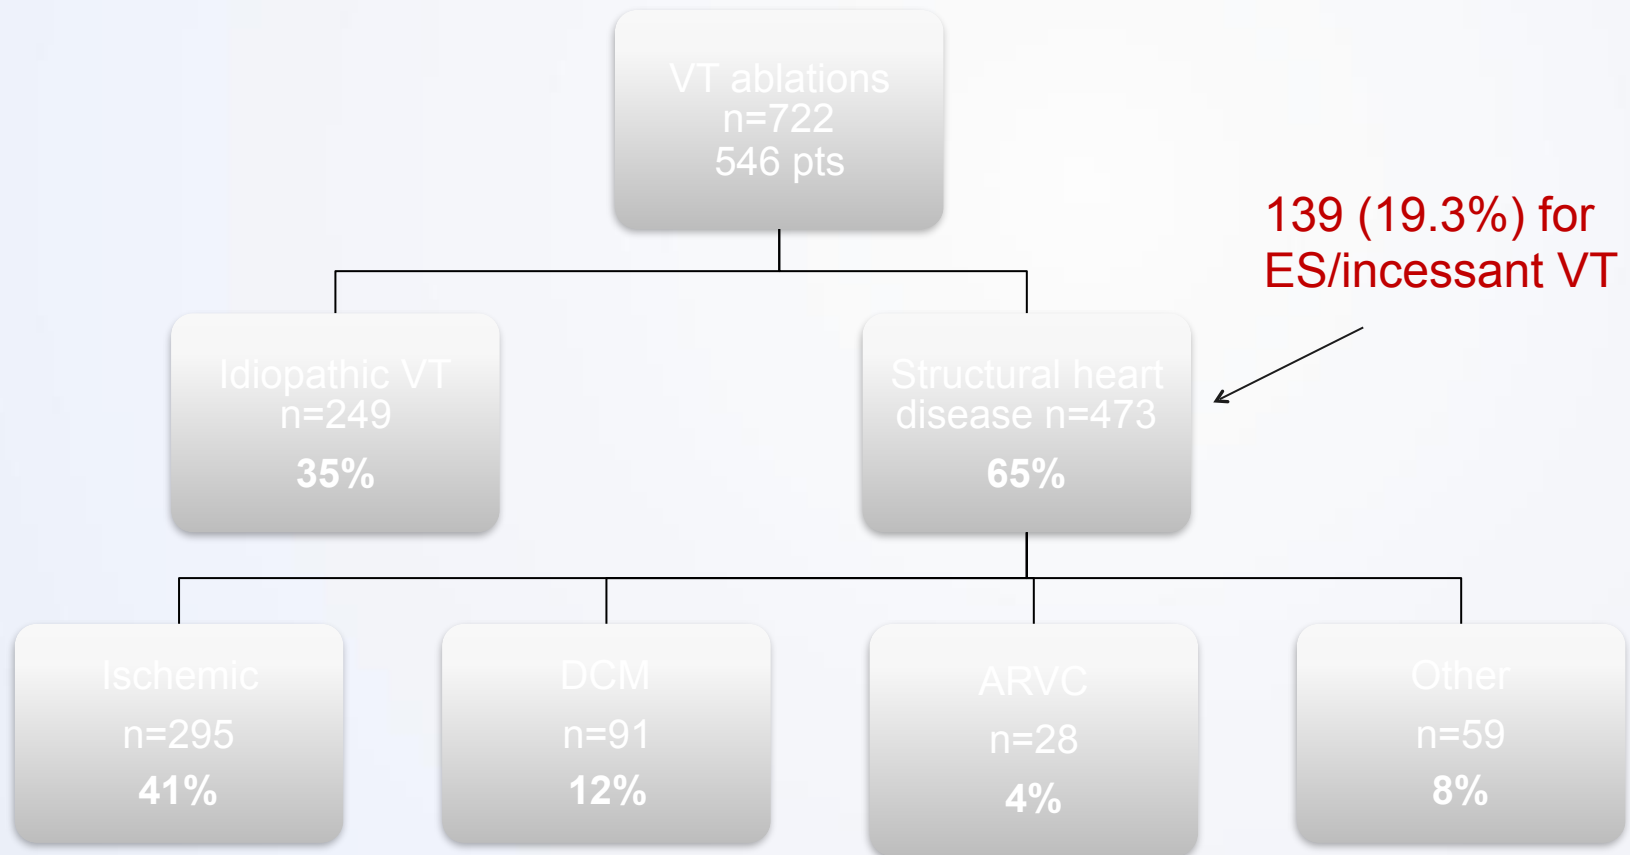 VT ablations
n=722
546 pts
139 (19.3%) for
ES/incessant VT
Idiopathic VT
n=249
35%
Structural heart
disease n=473
65%
Ischemic
n=295
41%
DCM
n=91
12%
ARVC
n=28
4%
Other
n=59
8%